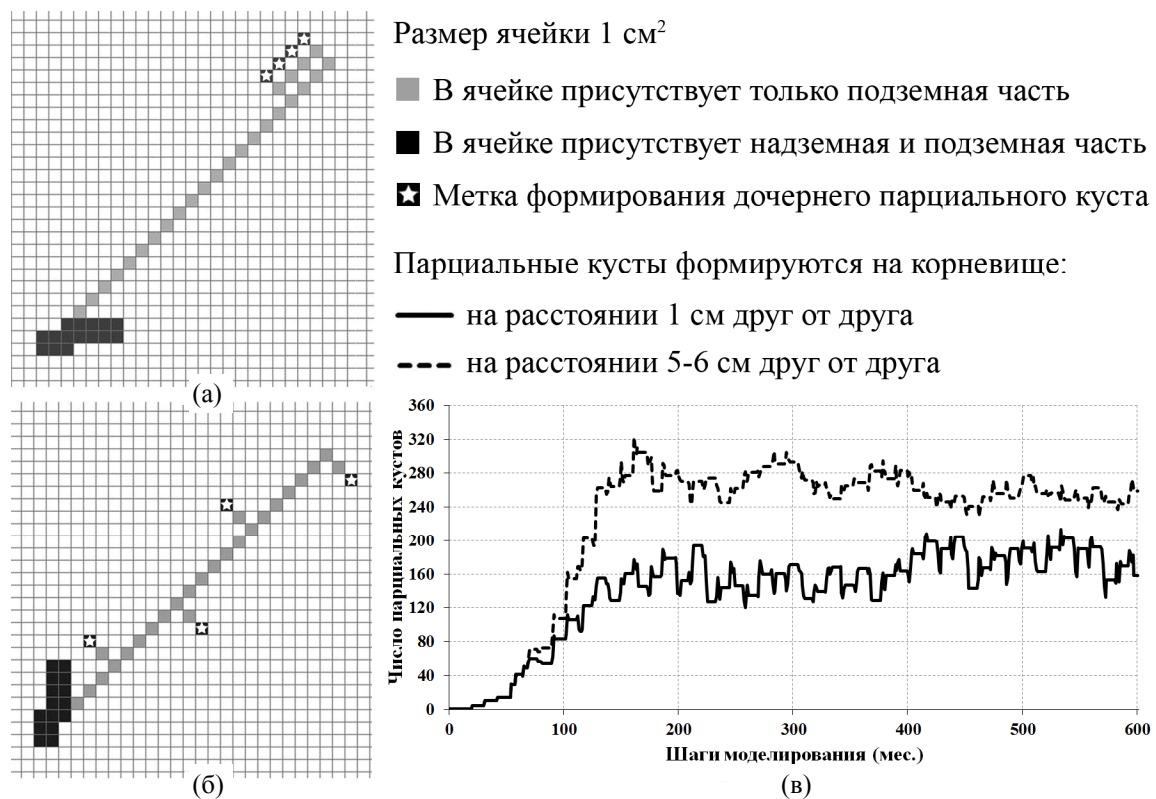 Размер ячейки 1 см²
В ячейке присутствует только подземная часть
В ячейке присутствует надземная и подземная часть
Метка формирования дочернего парциального куста
Парциальные кусты формируются на корневище:
на расстоянии 1 см друг от друга
на расстоянии 5-6 см друг от друга
(а)
360
320
280
240
200
160
120
80
40
0
Число парциальных кустов
0 100 200 300 400 500 600
Шаги моделирования (мес.)
(б)
(в)